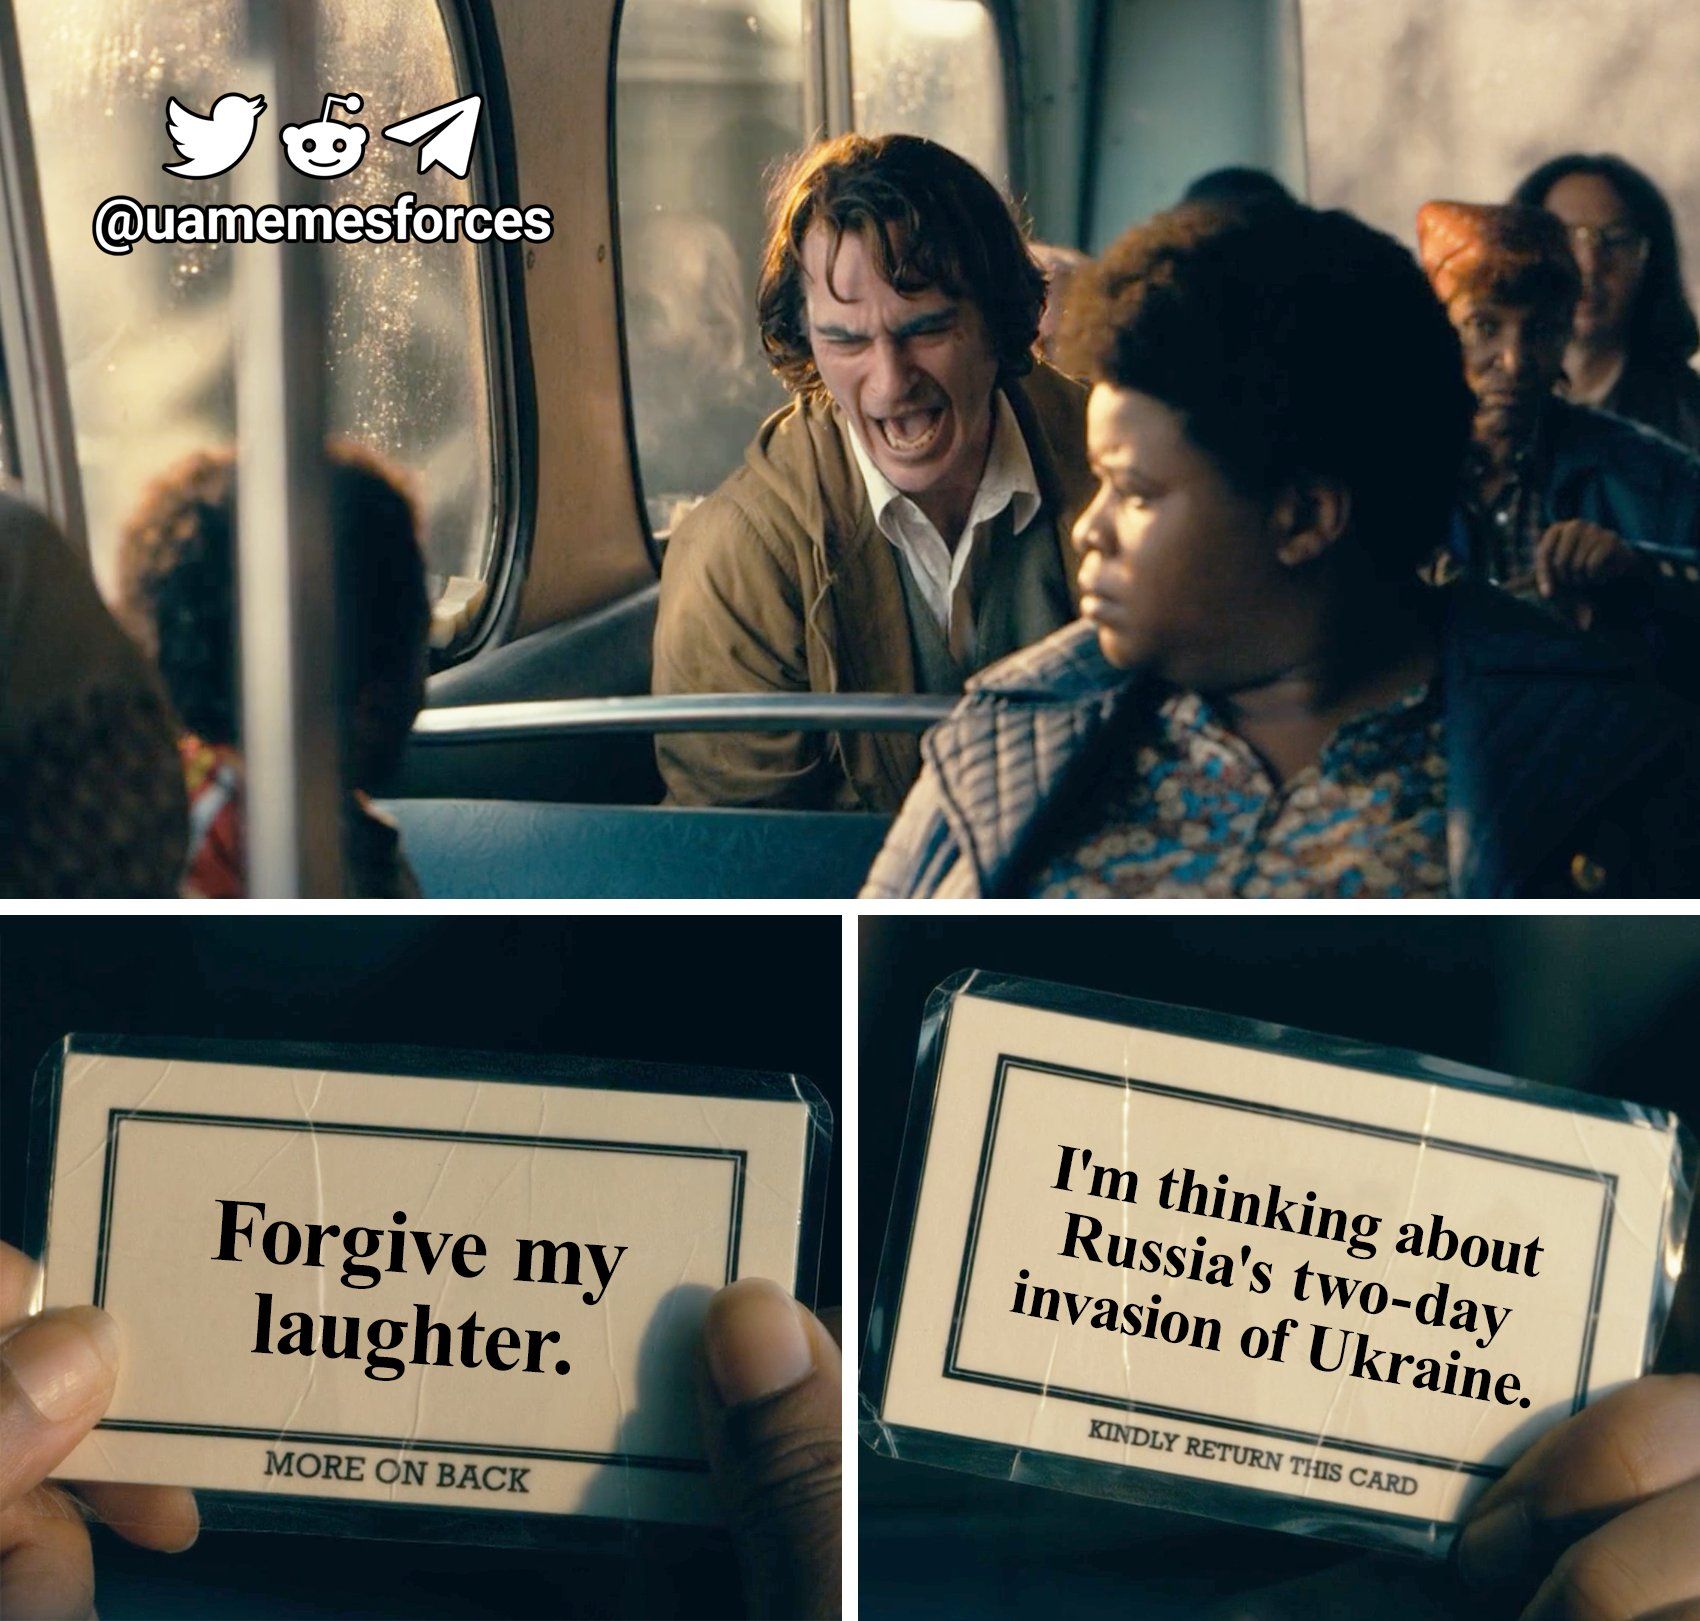 @uamemesforces
Forgive my
laughter.
MORE ON BACK
I'm thinking about
Russia's two-day
invasion of Ukraine.
KINDLY RETURN THIS CARD